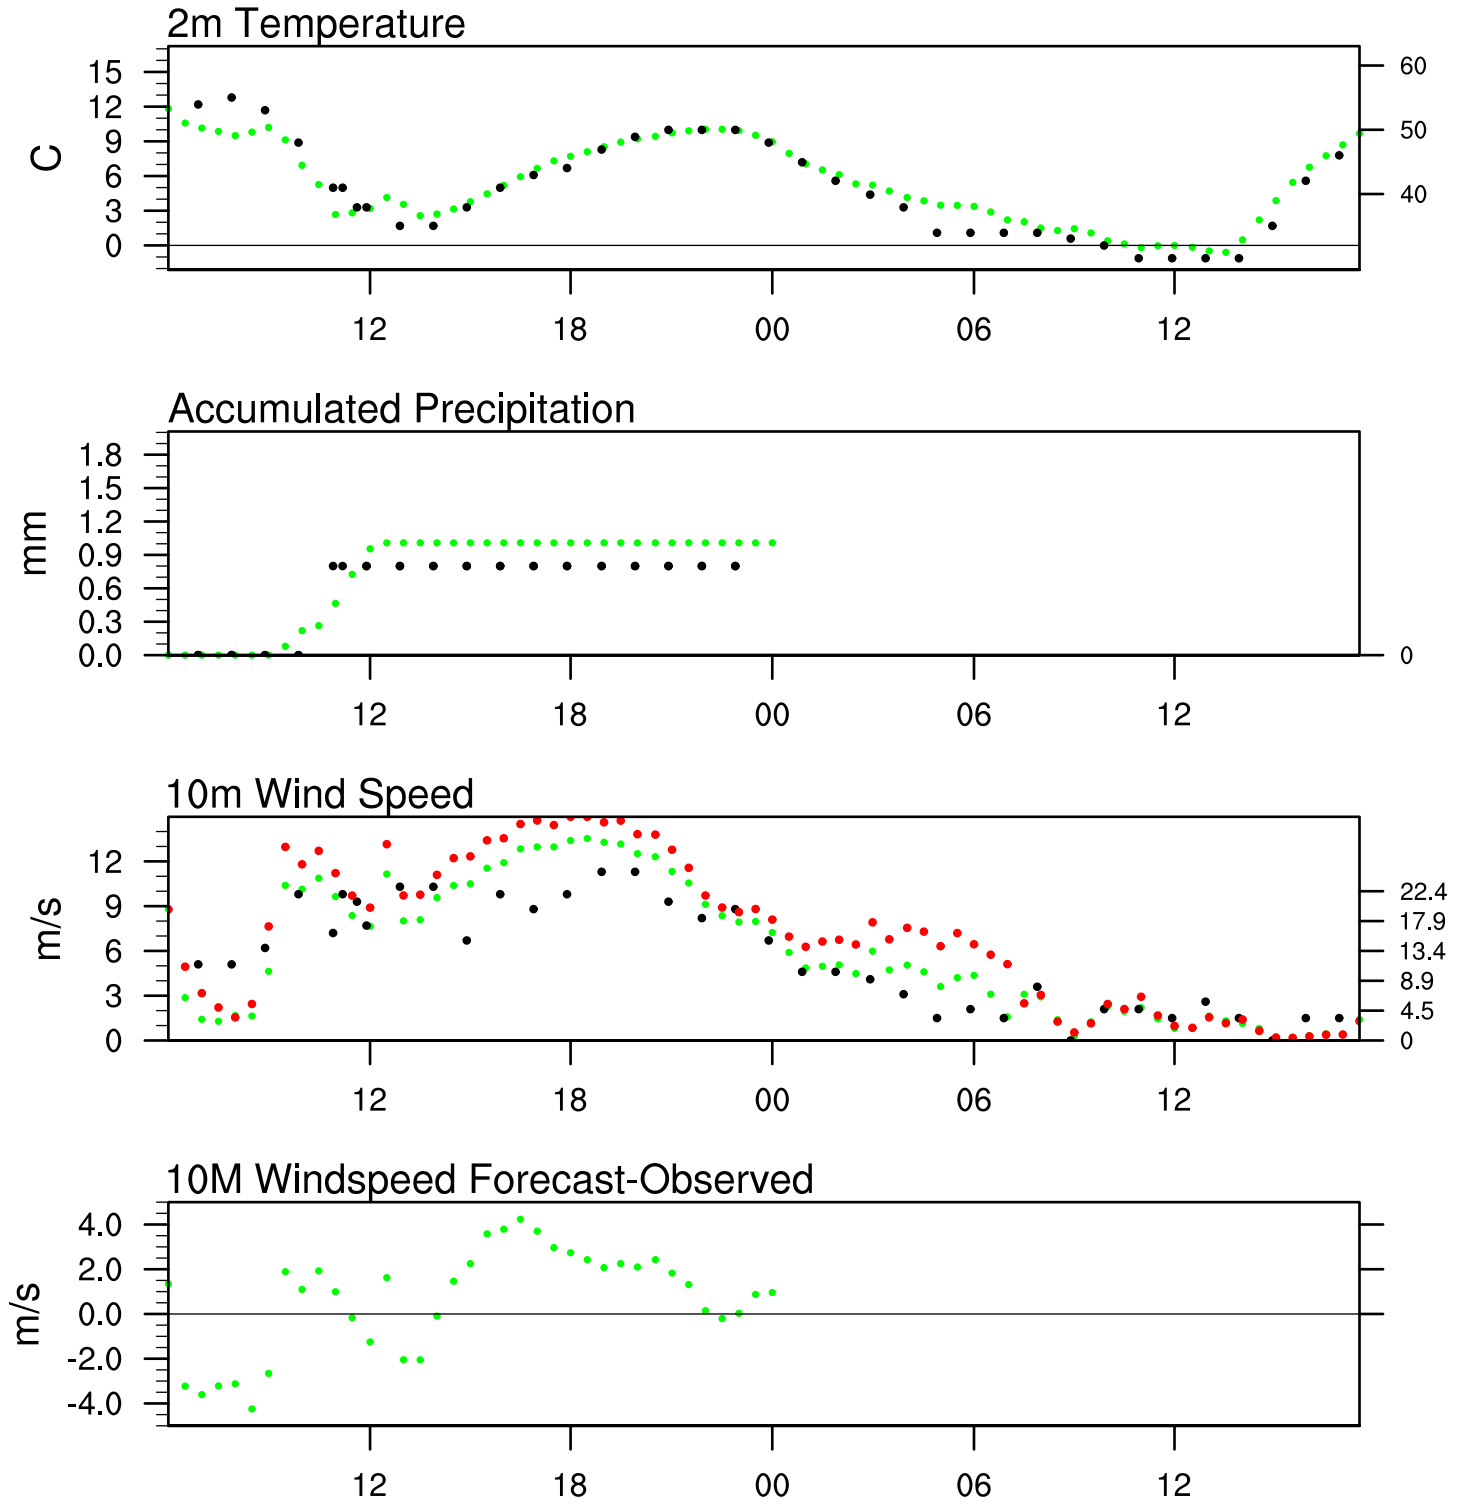 2m Temperature
15 60
12
9 50
C
6
3 40
0
12 18 00 06 12
Accumulated Precipitation
1.8
1.5
1.2
mm
0.9
0.6
0.3
0.0 0
12 18 00 06 12
10m Wind Speed
12
22.4
9 17.9
m/s
6 13.4
8.9
3 4.5
0 0
12 18 00 06 12
10M Windspeed Forecast-Observed
4.0
2.0
m/s
0.0
-2.0
-4.0
12 18 00 06 12